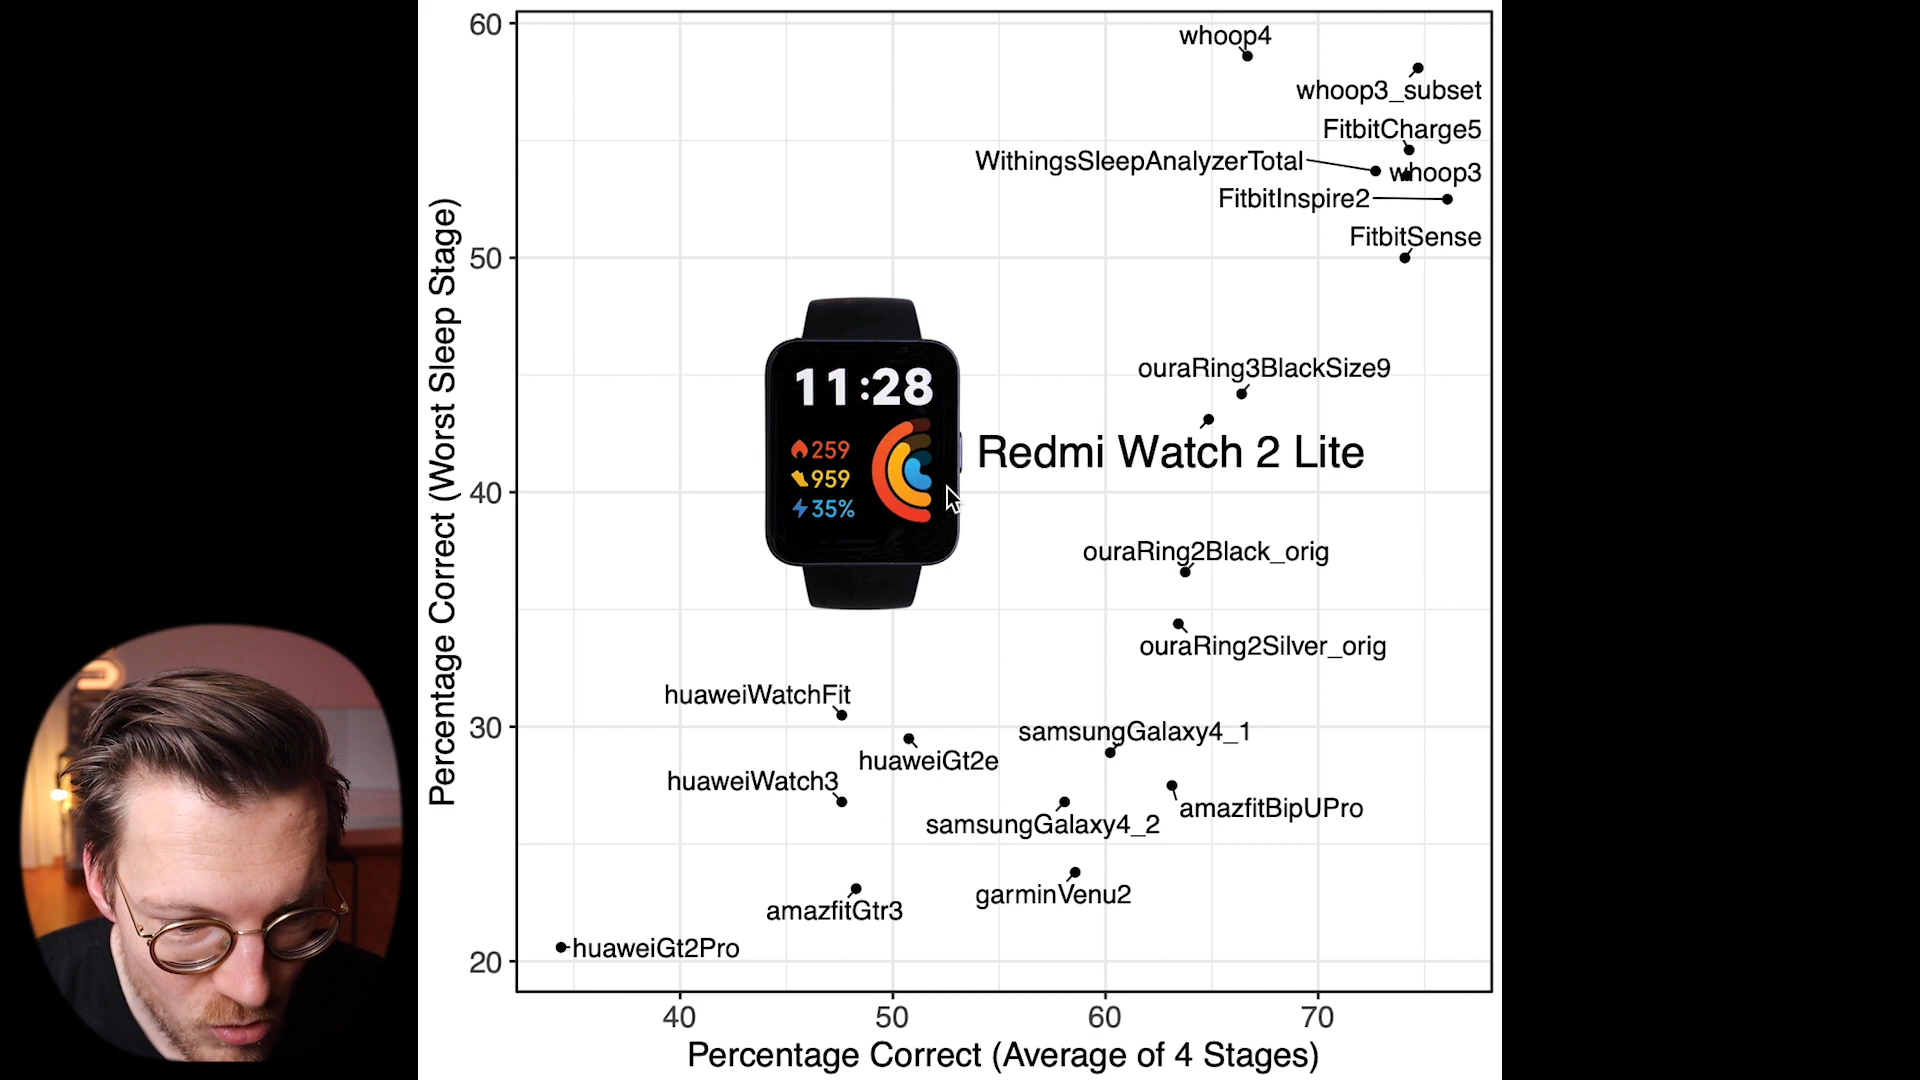 60
whoop4
whoop3_subset
FitbitCharge5
WithingsSleepAnalyzerTotal
whoop3
FitbitInspire2
FitbitSense
50
11:28
259
959
35%
ouraRing3BlackSize9
Redmi Watch 2 Lite
40
ouraRing2Black_orig
ouraRing2Silver_orig
huaweiWatchFit
30
samsungGalaxy4_1
huaweiGt2e
huaweiWatch3
amazfitBipUPro
samsungGalaxy4_2
garminVenu2
amazfitGtr3
huaweiGt2Pro
20
40 50 60 70
Percentage Correct (Average of 4 Stages)
Percentage Correct (Worst Sleep Stage)